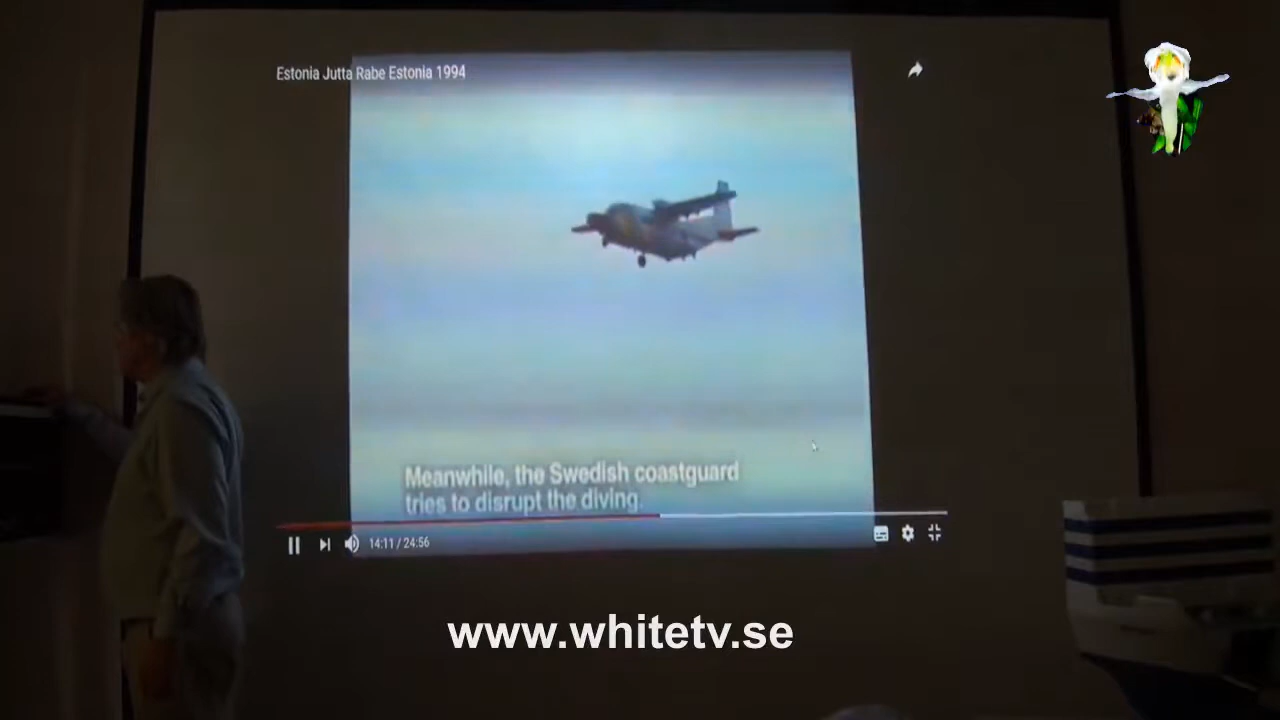 Estonia Jutta Rabe Estonia 1994
Meanwhile, the Swedish coastguard
tries to disrupt the diving.
14:11 / 24:56
www.whitetv.se